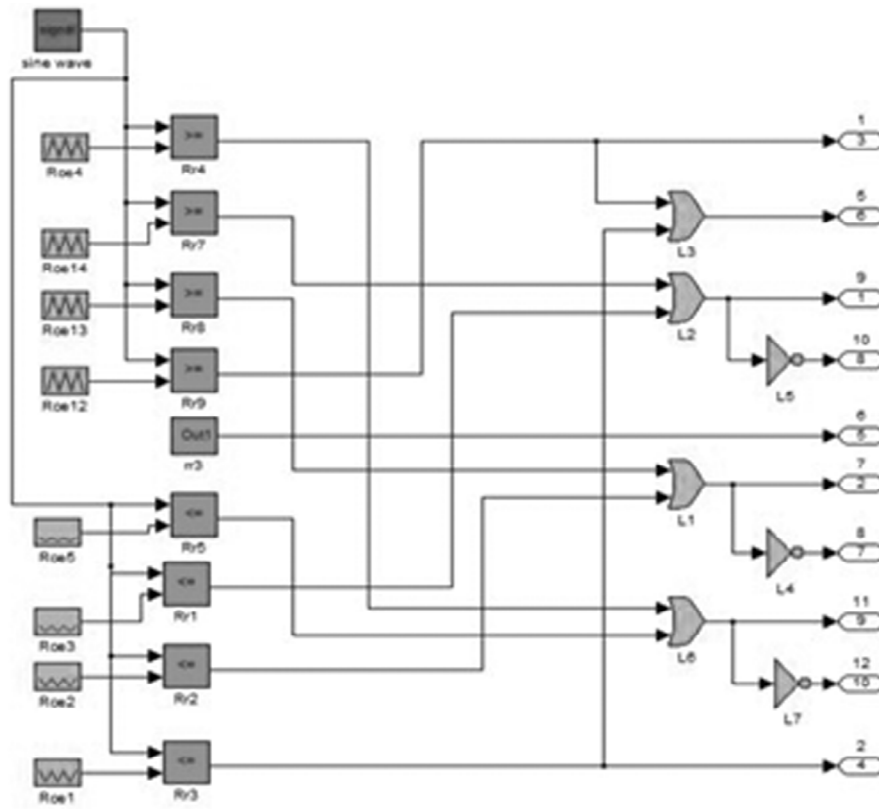 signal
sine wave
>=
Roe4
Rr4
1
3
>=
Roe14
Rr7
5
6
L3
>=
Roe13
Rr8
9
1
L2
>=
Roe12
Rr9
10
8
L5
Out1
rr3
6
5
7
2
L1
<=
Roe5
Rr5
8
7
L4
<=
Roe3
Rr1
11
9
L6
<=
Roe2
Rr2
12
10
L7
<=
Roe1
Rr3
2
4